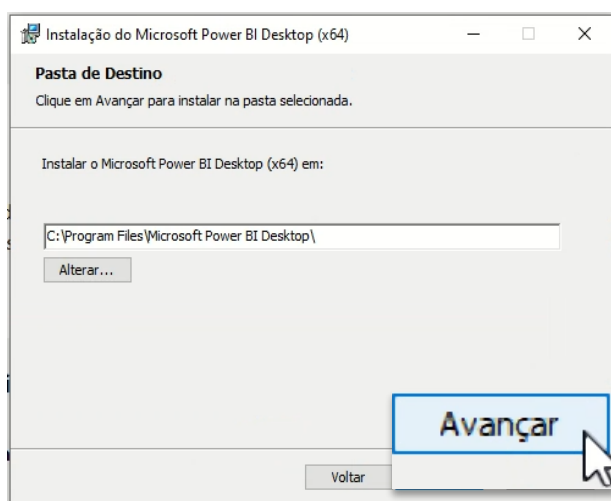 Instalação do Microsoft Power BI Desktop (x64)
Pasta de Destino
Clique em Avançar para instalar na pasta selecionada.
Instalar o Microsoft Power BI Desktop (x64) em:
C:\Program Files\Microsoft Power BI Desktop\
Alterar...
Avançar
Voltar